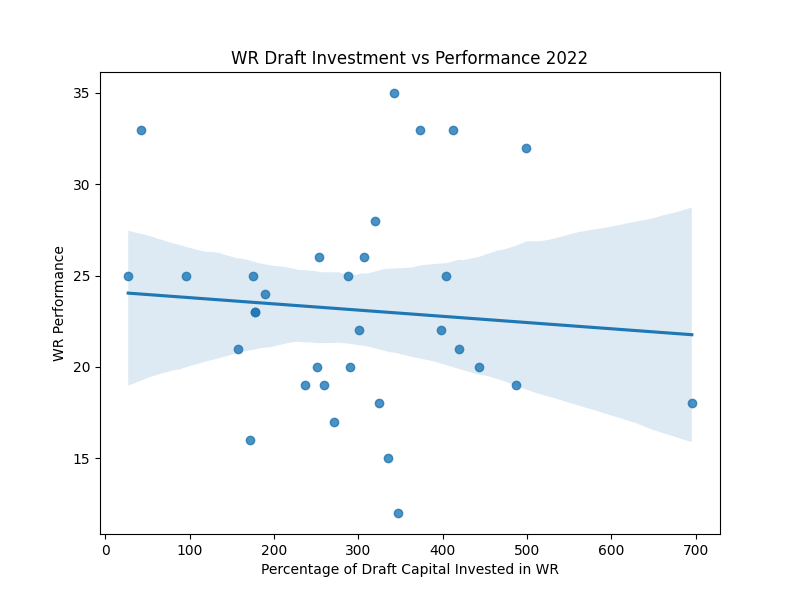 WR Draft Investment vs Performance 2022
WR Performance
35
30
25
20
15
0 100 200 300 400 500 600 700
Percentage of Draft Capital Invested in WR